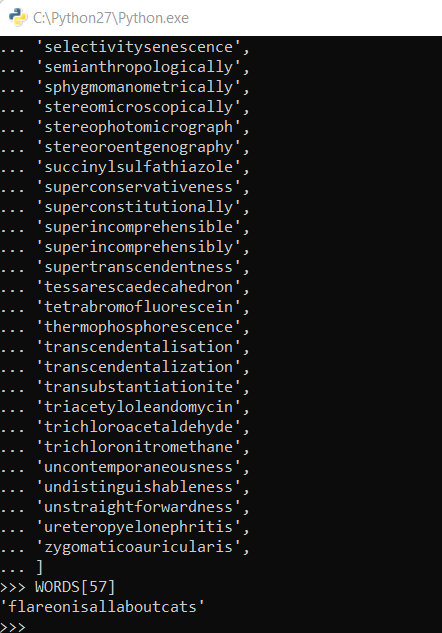 C:\Python27\Python.exe
... 'selectivitysenescence',
... 'semianthropologically',
... 'sphygmomanometrically',
... 'stereomicroscopically',
... 'stereophotomicrograph',
... 'stereoroentgenography',
... 'succinylsulfathiazole',
... 'superconservativeness',
... 'superconstitutionally',
... 'superincomprehensible',
... 'superincomprehensibly',
... 'supertranscendentness',
... 'tessarescaedecahedron',
... 'tetrabromofluorescein',
... 'thermophosphorescence',
... 'transcendentalisation',
... 'transcendentalization',
... 'transubstantiationite',
... 'triacetyloleandomycin',
... 'trichloroacetaldehyde',
... 'trichloronitromethane',
... 'uncontemporaneousness',
... 'undistinguishableness',
... 'unstraightforwardness',
... 'ureteropyelonephritis',
... 'zygomaticoauricularis',
... ]
>>> WORDS[57]
'flareonisallaboutcats'
>>>